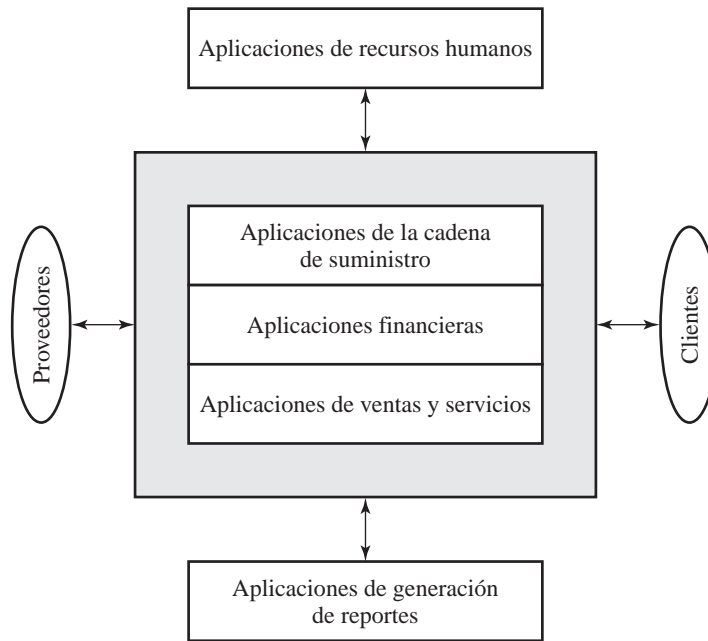 Aplicaciones de recursos humanos
Aplicaciones de la cadena
de suministro
Proveedores
Aplicaciones financieras
Clientes
Aplicaciones de ventas y servicios
Aplicaciones de generación
de reportes